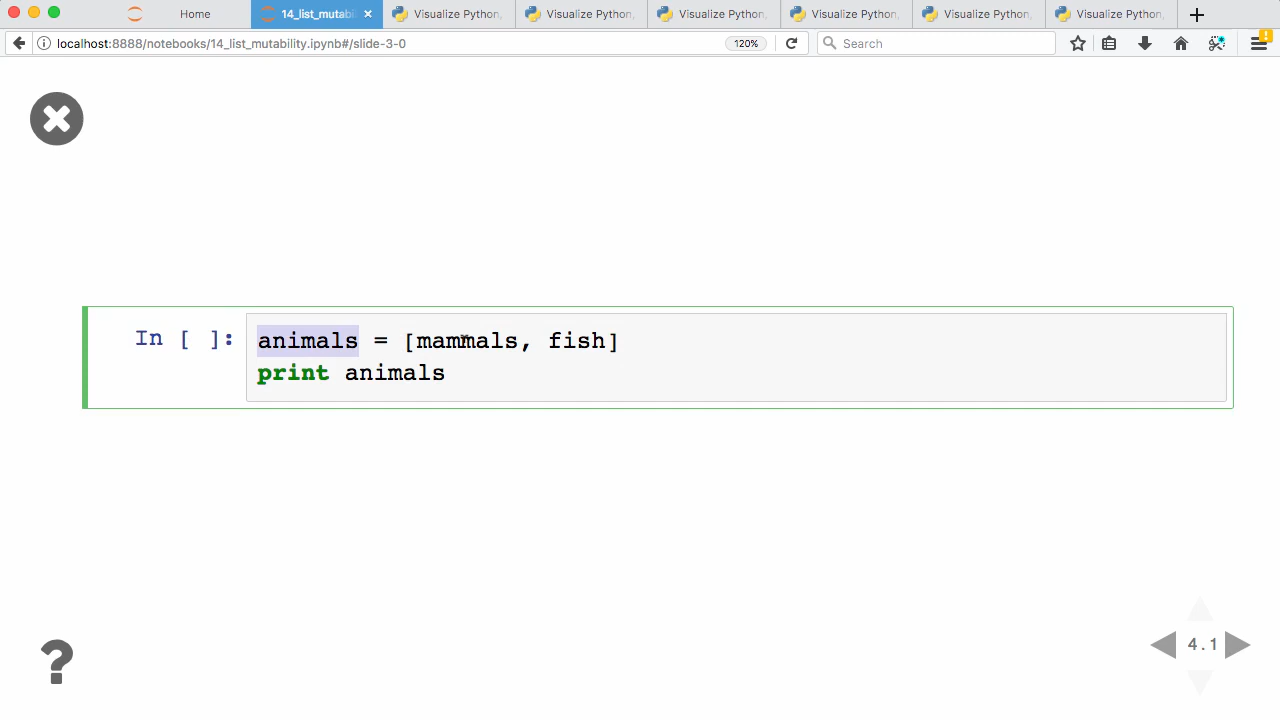 Home
14_list_mutabi
Visualize Python,
Visualize Python,
Visualize Python,
Visualize Python,
Visualize Python,
Visualize Python,
localhost:8888/notebooks/14_list_mutability.ipynb#/slide-3-0
120%
Search
In [ ]:
animals = [mammals, fish]
print animals
4.1